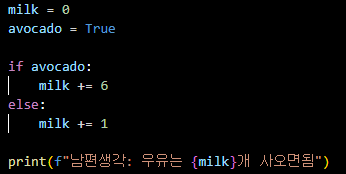 milk = 0
avocado = True
if avocado:
    milk += 6
else:
    milk += 1
print(f"남편생각: 우유는 {milk}개 사오면됨")